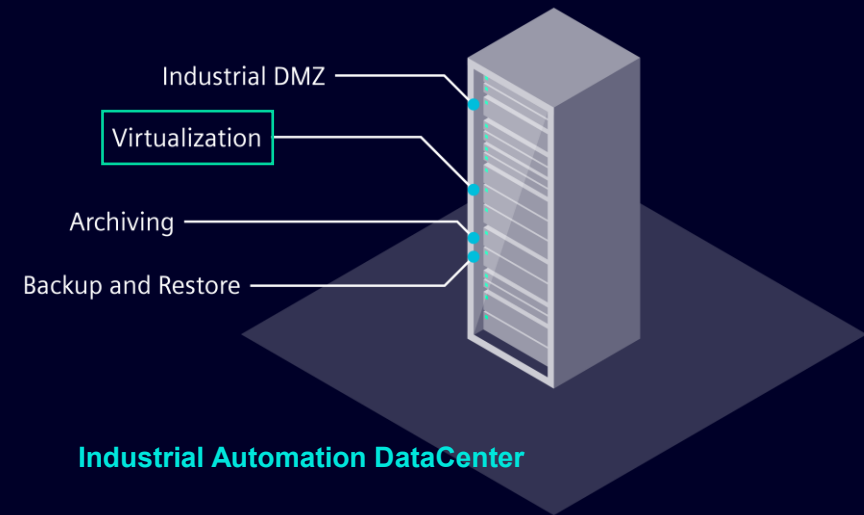 Industrial DMZ
Virtualization
Archiving
Backup and Restore
Industrial Automation DataCenter